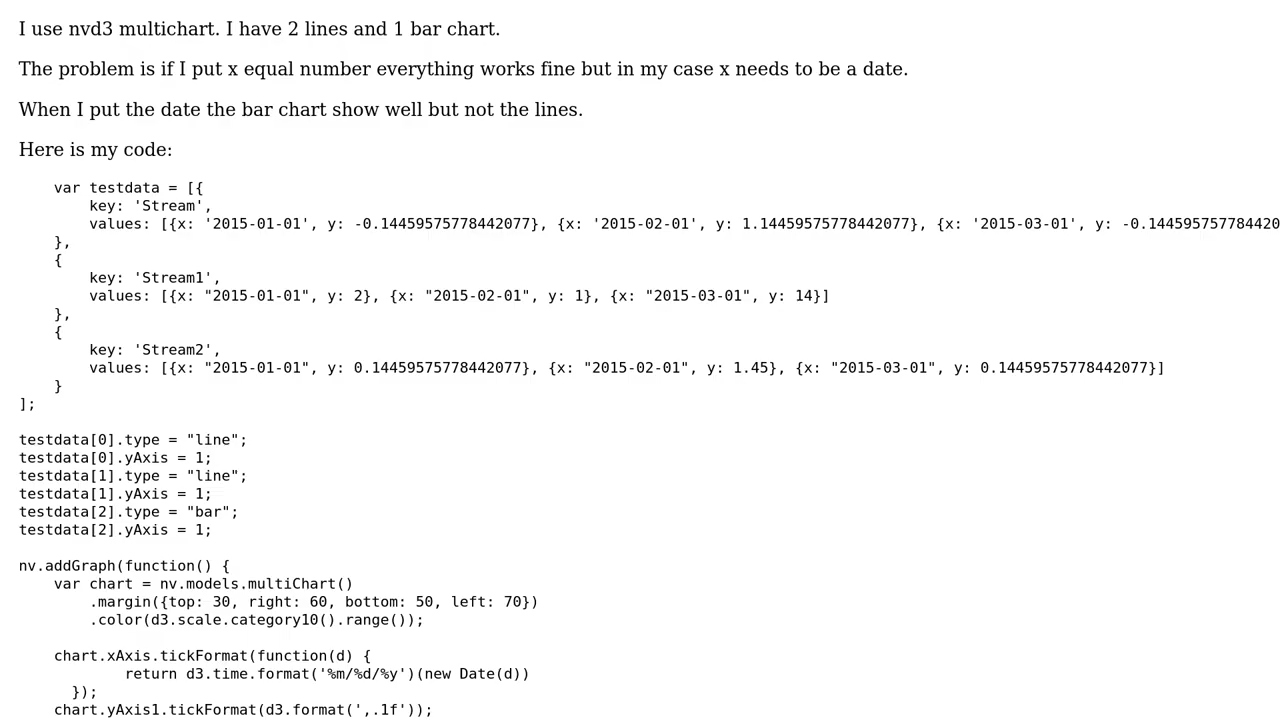 I use nvd3 multichart. I have 2 lines and 1 bar chart.
The problem is if I put x equal number everything works fine but in my case x needs to be a date.
When I put the date the bar chart show well but not the lines.
Here is my code:
    var testdata = [{
        key: 'Stream',
        values: [{x: '2015-01-01', y: -0.14459575778442077}, {x: '2015-02-01', y: 1.14459575778442077}, {x: '2015-03-01', y: -0.1445957577844420
    },
    {
        key: 'Stream1',
        values: [{x: "2015-01-01", y: 2}, {x: "2015-02-01", y: 1}, {x: "2015-03-01", y: 14}]
    },
    {
        key: 'Stream2',
        values: [{x: "2015-01-01", y: 0.14459575778442077}, {x: "2015-02-01", y: 1.45}, {x: "2015-03-01", y: 0.14459575778442077}]
    }
];
testdata[0].type = "line";
testdata[0].yAxis = 1;
testdata[1].type = "line";
testdata[1].yAxis = 1;
testdata[2].type = "bar";
testdata[2].yAxis = 1;
nv.addGraph(function() {
    var chart = nv.models.multiChart()
        .margin({top: 30, right: 60, bottom: 50, left: 70})
        .color(d3.scale.category10().range());
    chart.xAxis.tickFormat(function(d) {
            return d3.time.format('%m/%d/%y')(new Date(d))
      });
    chart.yAxis1.tickFormat(d3.format(',.1f'));